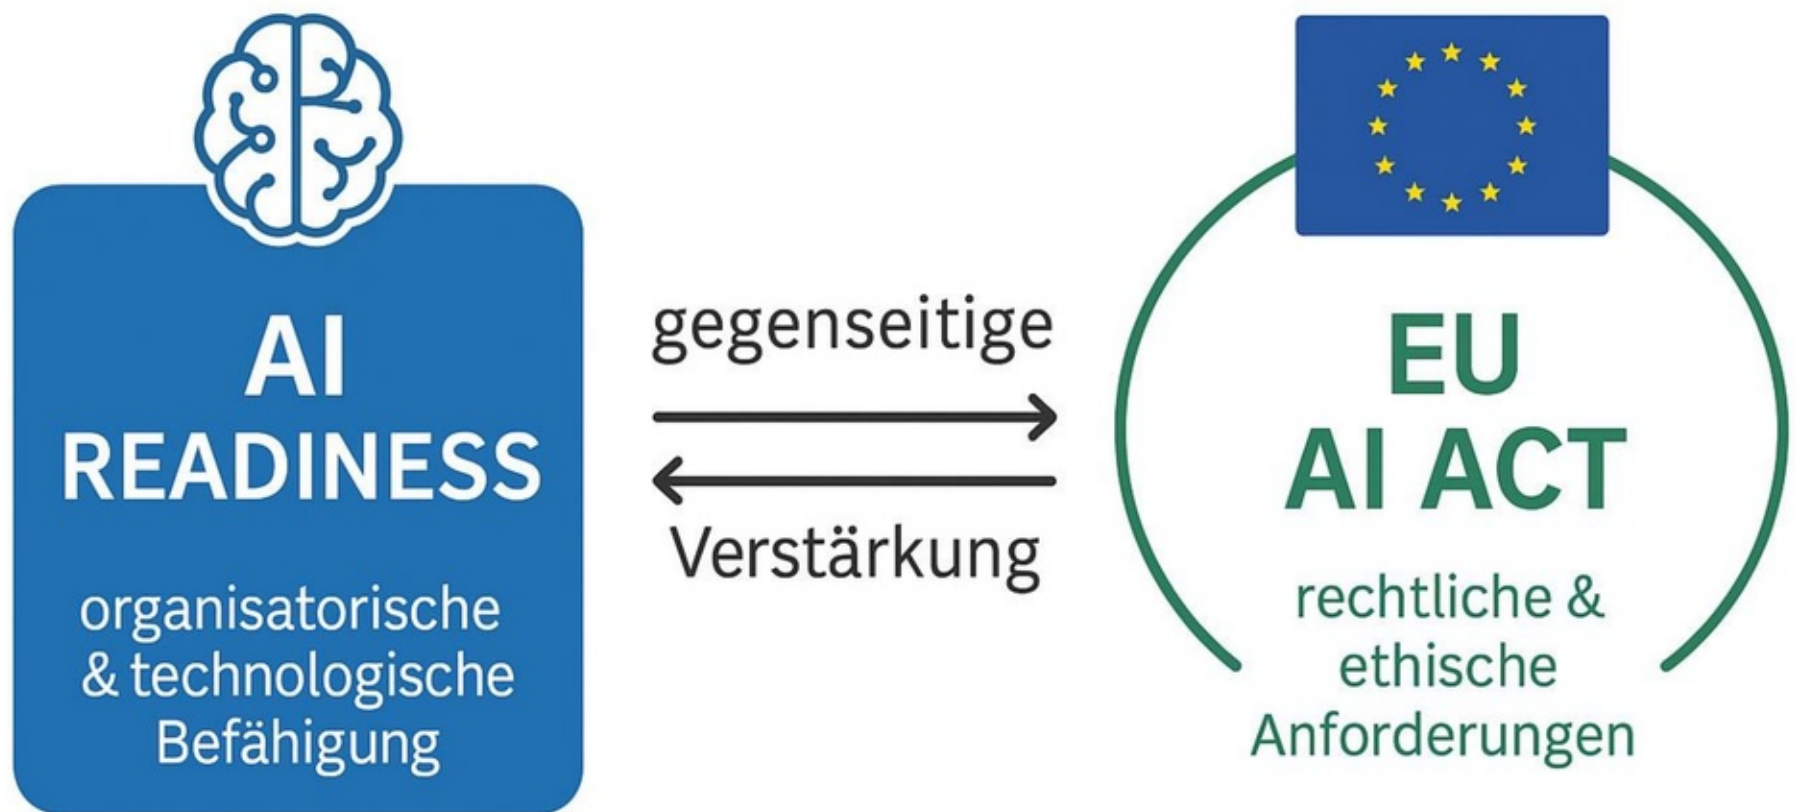 AI
READINESS
organisatorische
& technologische
Befähigung
gegenseitige
Verstärkung
EU
AI ACT
rechtliche &
ethische
Anforderungen